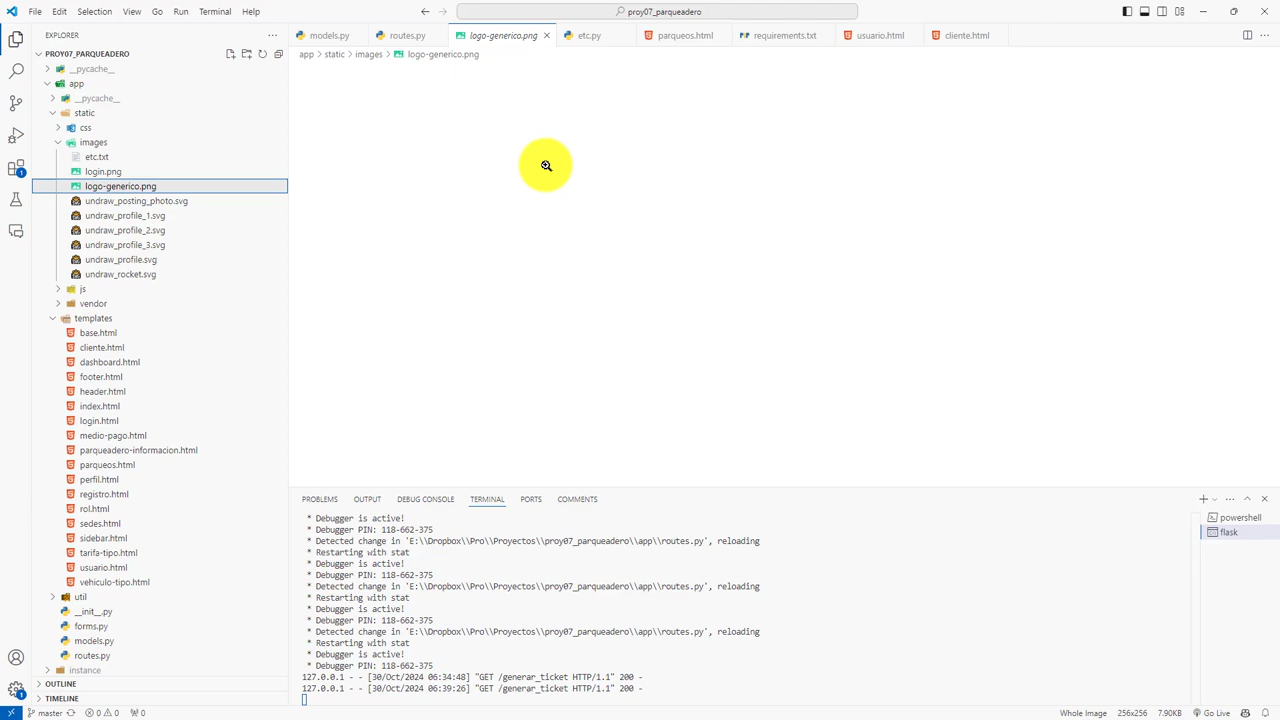 File Edit Selection View Go Run Terminal Help
proy07_parqueadero
EXPLORER
PROY07_PARQUEADERO
__pycache__
app
__pycache__
static
css
images
etc.txt
login.png
logo-generico.png
undraw_posting_photo.svg
undraw_profile_1.svg
undraw_profile_2.svg
undraw_profile_3.svg
undraw_profile.svg
undraw_rocket.svg
js
vendor
templates
base.html
cliente.html
dashboard.html
footer.html
header.html
index.html
login.html
medio-pago.html
parqueadero-informacion.html
parqueos.html
perfil.html
registro.html
rol.html
sedes.html
sidebar.html
tarifa-tipo.html
usuario.html
vehiculo-tipo.html
util
__init__.py
forms.py
models.py
routes.py
instance
OUTLINE
TIMELINE
models.py routes.py logo-generico.png etc.py parqueos.html requirements.txt usuario.html cliente.html
app > static > images > logo-generico.png
PROBLEMS OUTPUT DEBUG CONSOLE TERMINAL PORTS COMMENTS
* Debugger is active!
* Debugger PIN: 118-662-375
* Detected change in 'E:\\Dropbox\\Pro\\Proyectos\\proy07_parqueadero\\app\\routes.py', reloading
* Restarting with stat
* Debugger is active!
* Debugger PIN: 118-662-375
* Detected change in 'E:\\Dropbox\\Pro\\Proyectos\\proy07_parqueadero\\app\\routes.py', reloading
* Restarting with stat
* Debugger is active!
* Debugger PIN: 118-662-375
* Detected change in 'E:\\Dropbox\\Pro\\Proyectos\\proy07_parqueadero\\app\\routes.py', reloading
* Restarting with stat
* Debugger is active!
* Debugger PIN: 118-662-375
127.0.0.1 - - [30/Oct/2024 06:34:48] "GET /generar_ticket HTTP/1.1" 200 -
127.0.0.1 - - [30/Oct/2024 06:39:26] "GET /generar_ticket HTTP/1.1" 200 -
powershell
flask
master 0 0 0 Whole Image 256x256 7.90KB Go Live